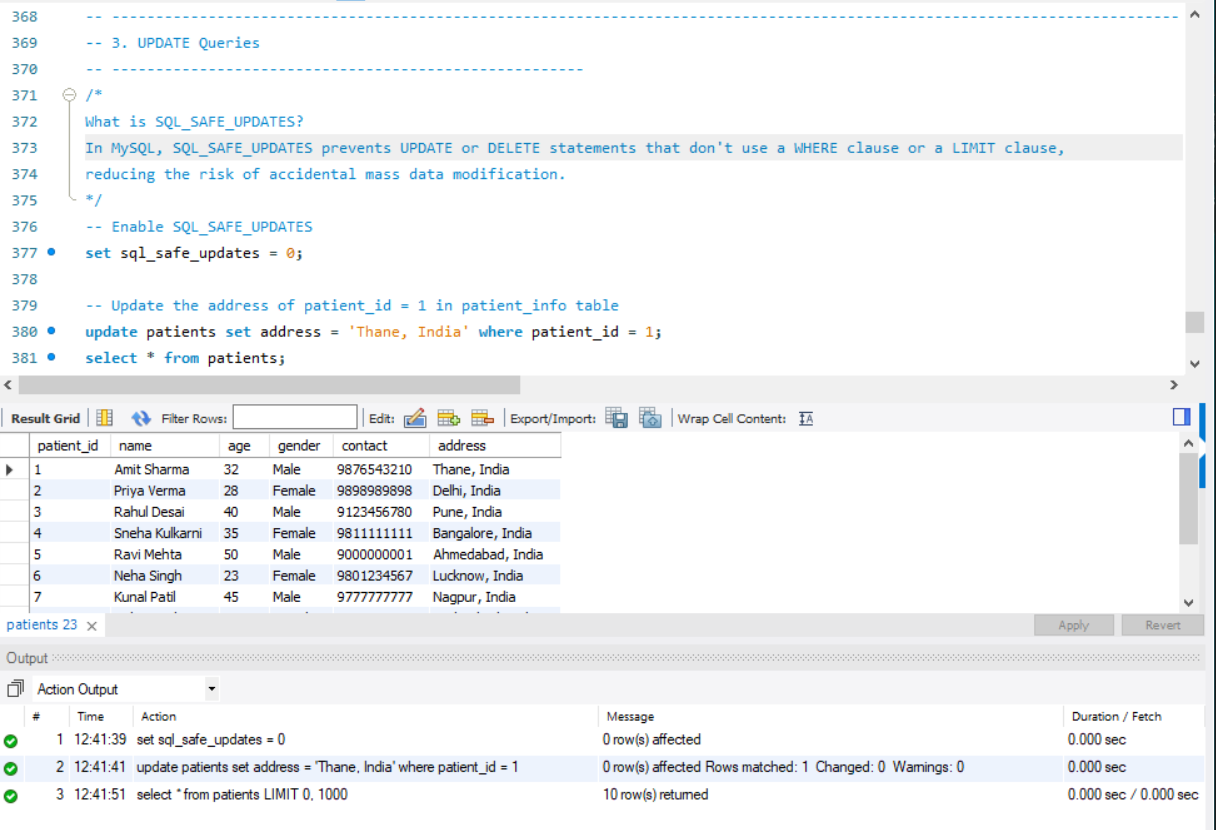 368 -- -------------------------------------------------------------------------------------------------------------------------
369 -- 3. UPDATE Queries
370 -- ------------------------------------------------------
371 /*
372 What is SQL_SAFE_UPDATES?
373 In MySQL, SQL_SAFE_UPDATES prevents UPDATE or DELETE statements that don't use a WHERE clause or a LIMIT clause,
374 reducing the risk of accidental mass data modification.
375 */
376 -- Enable SQL_SAFE_UPDATES
377 set sql_safe_updates = 0;
378
379 -- Update the address of patient_id = 1 in patient_info table
380 update patients set address = 'Thane, India' where patient_id = 1;
381 select * from patients;
Result Grid Filter Rows: Edit: Export/Import: Wrap Cell Content:
patient_id name age gender contact address
1 Amit Sharma 32 Male 9876543210 Thane, India
2 Priya Verma 28 Female 9898989898 Delhi, India
3 Rahul Desai 40 Male 9123456780 Pune, India
4 Sneha Kulkarni 35 Female 9811111111 Bangalore, India
5 Ravi Mehta 50 Male 9000000001 Ahmedabad, India
6 Neha Singh 23 Female 9801234567 Lucknow, India
7 Kunal Patil 45 Male 9777777777 Nagpur, India
patients 23 Apply Revert
Output
Action Output
# Time Action Message Duration / Fetch
1 12:41:39 set sql_safe_updates = 0 0 row(s) affected 0.000 sec
2 12:41:41 update patients set address = 'Thane, India' where patient_id = 1 0 row(s) affected Rows matched: 1 Changed: 0 Warnings: 0 0.000 sec
3 12:41:51 select * from patients LIMIT 0, 1000 10 row(s) returned 0.000 sec / 0.000 sec